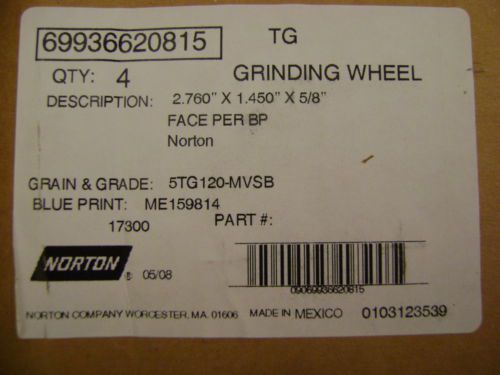 69936620815 TG
QTY: 4 GRINDING WHEEL
DESCRIPTION: 2.760" X 1.450" X 5/8"
FACE PER BP
Norton
GRAIN & GRADE: 5TG120-MVSB
BLUE PRINT: ME159814
17300 PART #:
NORTON ® 05/08
09069936620815
NORTON COMPANY WORCESTER, MA. 01606 MADE IN MEXICO 0103123539